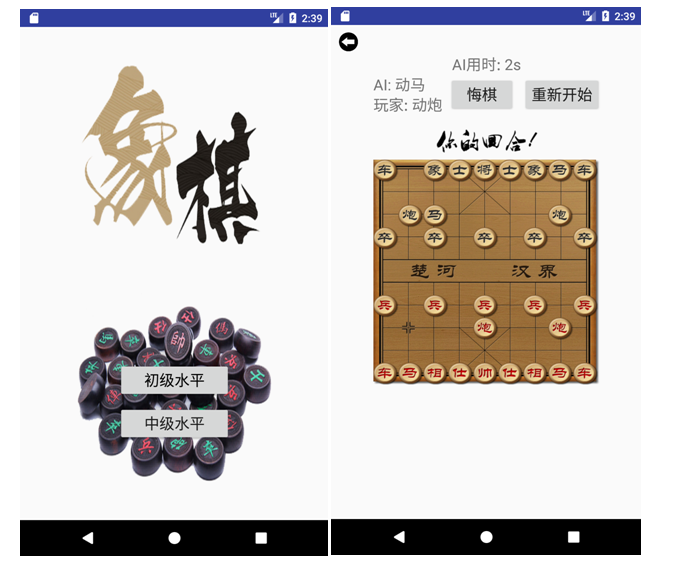 2:39
象棋
初级水平
中级水平
2:39
AI用时: 2s
AI: 动马
玩家: 动炮
悔棋
重新开始
你的回合!
车 象 士 将 士 象 马 车
炮 马 炮
卒 卒 卒 卒 卒
楚河 汉界
兵 兵 兵 兵 兵
炮 炮
车 马 相 仕 帅 仕 相 马 车